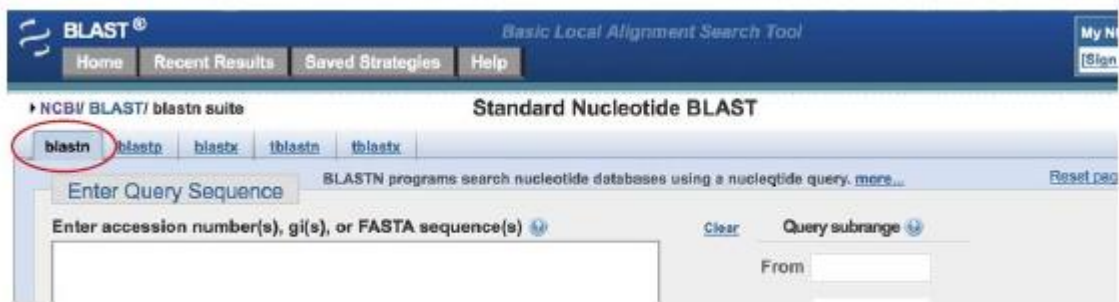 BLAST® Basic Local Alignment Search Tool My N
Home Recent Results Saved Strategies Help [Sign
NCBI/ BLAST/ blastn suite Standard Nucleotide BLAST
blastn blastp blastx tblastn tblastx
Enter Query Sequence BLASTN programs search nucleotide databases using a nucleotide query. more... Reset pag
Enter accession number(s), gi(s), or FASTA sequence(s) Clear Query subrange
From